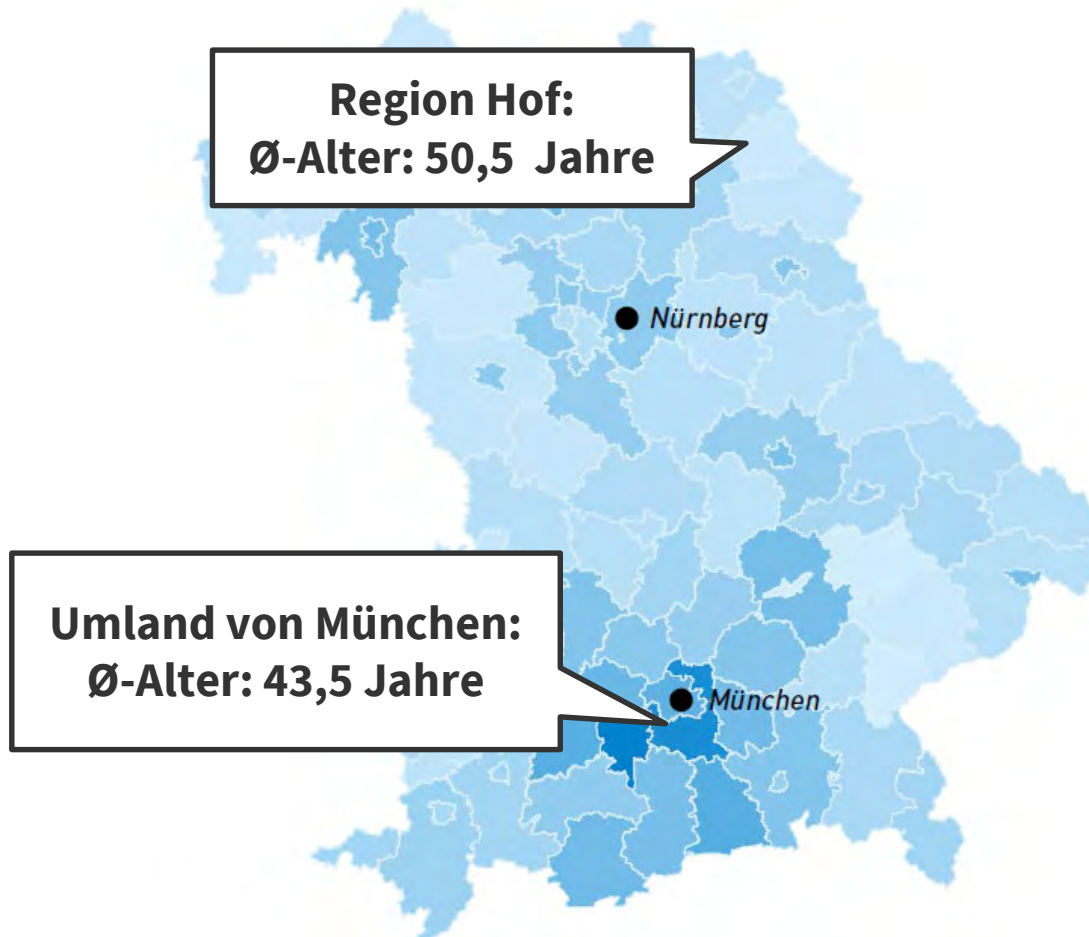 Region Hof:
Ø-Alter: 50,5 Jahre
Nürnberg
Umland von München:
Ø-Alter: 43,5 Jahre
München